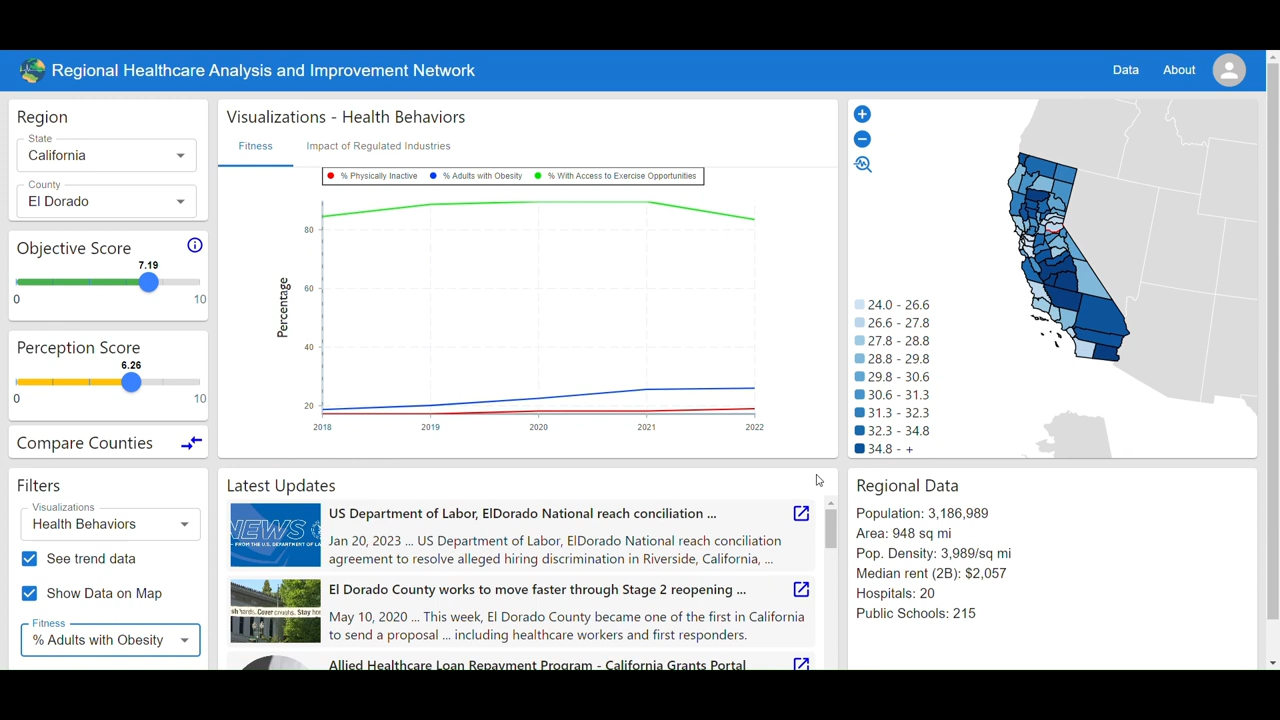 Regional Healthcare Analysis and Improvement Network
Data
About
Region
State
California
County
El Dorado
Objective Score
7.19
0
10
Perception Score
6.26
0
10
Compare Counties
Filters
Visualizations
Health Behaviors
See trend data
Show Data on Map
Fitness
% Adults with Obesity
Visualizations - Health Behaviors
Fitness
Impact of Regulated Industries
% Physically Inactive
% Adults with Obesity
% With Access to Exercise Opportunities
Percentage
80
60
40
20
2018
2019
2020
2021
2022
Latest Updates
NEWS
FROM THE U.S. DEPARTMENT OF LA
US Department of Labor, ElDorado National reach conciliation ...
Jan 20, 2023 ... US Department of Labor, ElDorado National reach conciliation
agreement to resolve alleged hiring discrimination in Riverside, California, ...
El Dorado County works to move faster through Stage 2 reopening ...
May 10, 2020 ... This week, El Dorado County became one of the first in California
to send a proposal ... including healthcare workers and first responders.
Allied Healthcare Loan Repayment Program - California Grants Portal
24.0 - 26.6
26.6 - 27.8
27.8 - 28.8
28.8 - 29.8
29.8 - 30.6
30.6 - 31.3
31.3 - 32.3
32.3 - 34.8
34.8 - +
Regional Data
Population: 3,186,989
Area: 948 sq mi
Pop. Density: 3,989/sq mi
Median rent (2B): $2,057
Hospitals: 20
Public Schools: 215